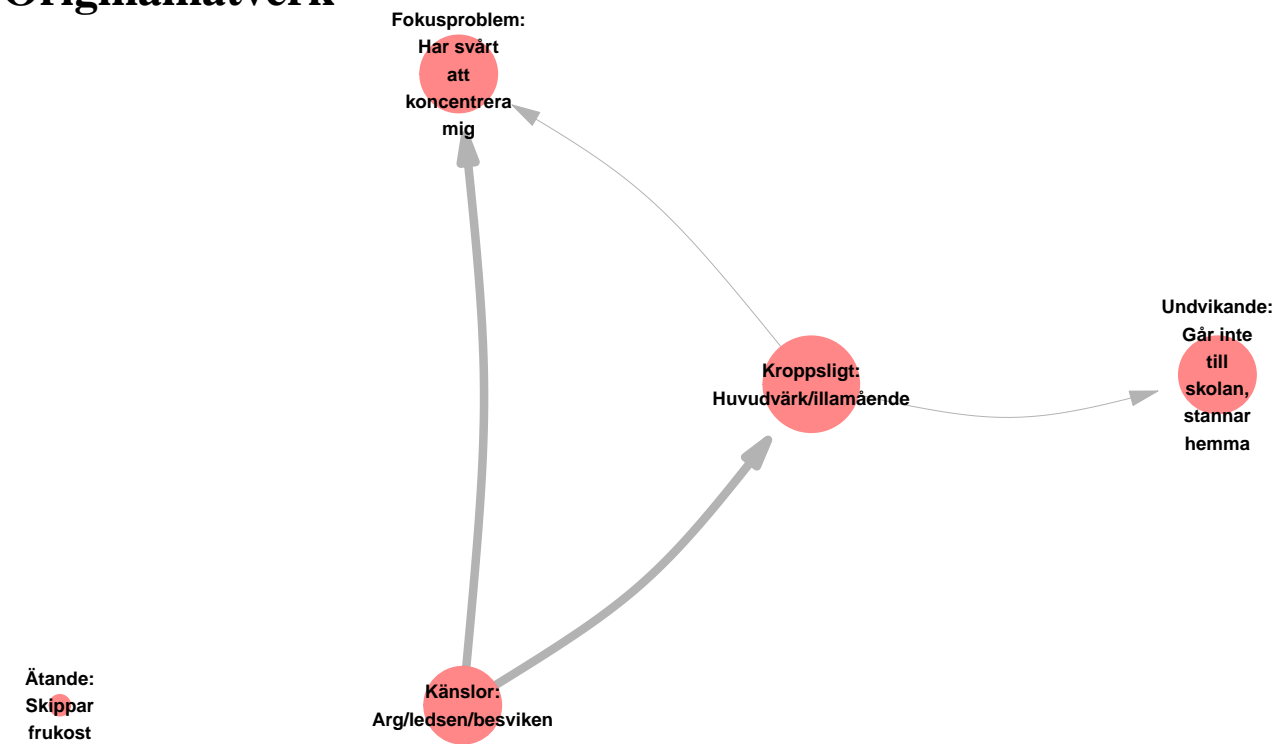 Fokusproblem:
Har svårt
att
koncentrera
mig
Undvikande:
Går inte
till
skolan,
stannar
hemma
Kroppsligt:
Huvudvärk/illamående
Ätande:
Skippar
frukost
Känslor:
Arg/ledsen/besviken